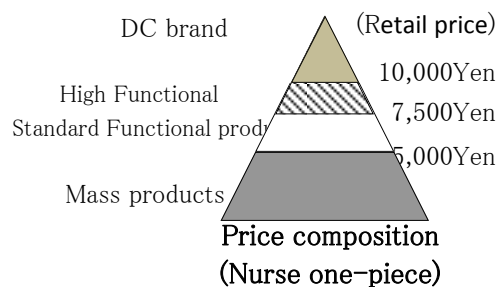 DC brand
(Retail price)
10,000Yen
High Functional
7,500Yen
Standard Functional
5,000Yen
Mass products
Price composition
(Nurse one-piece)